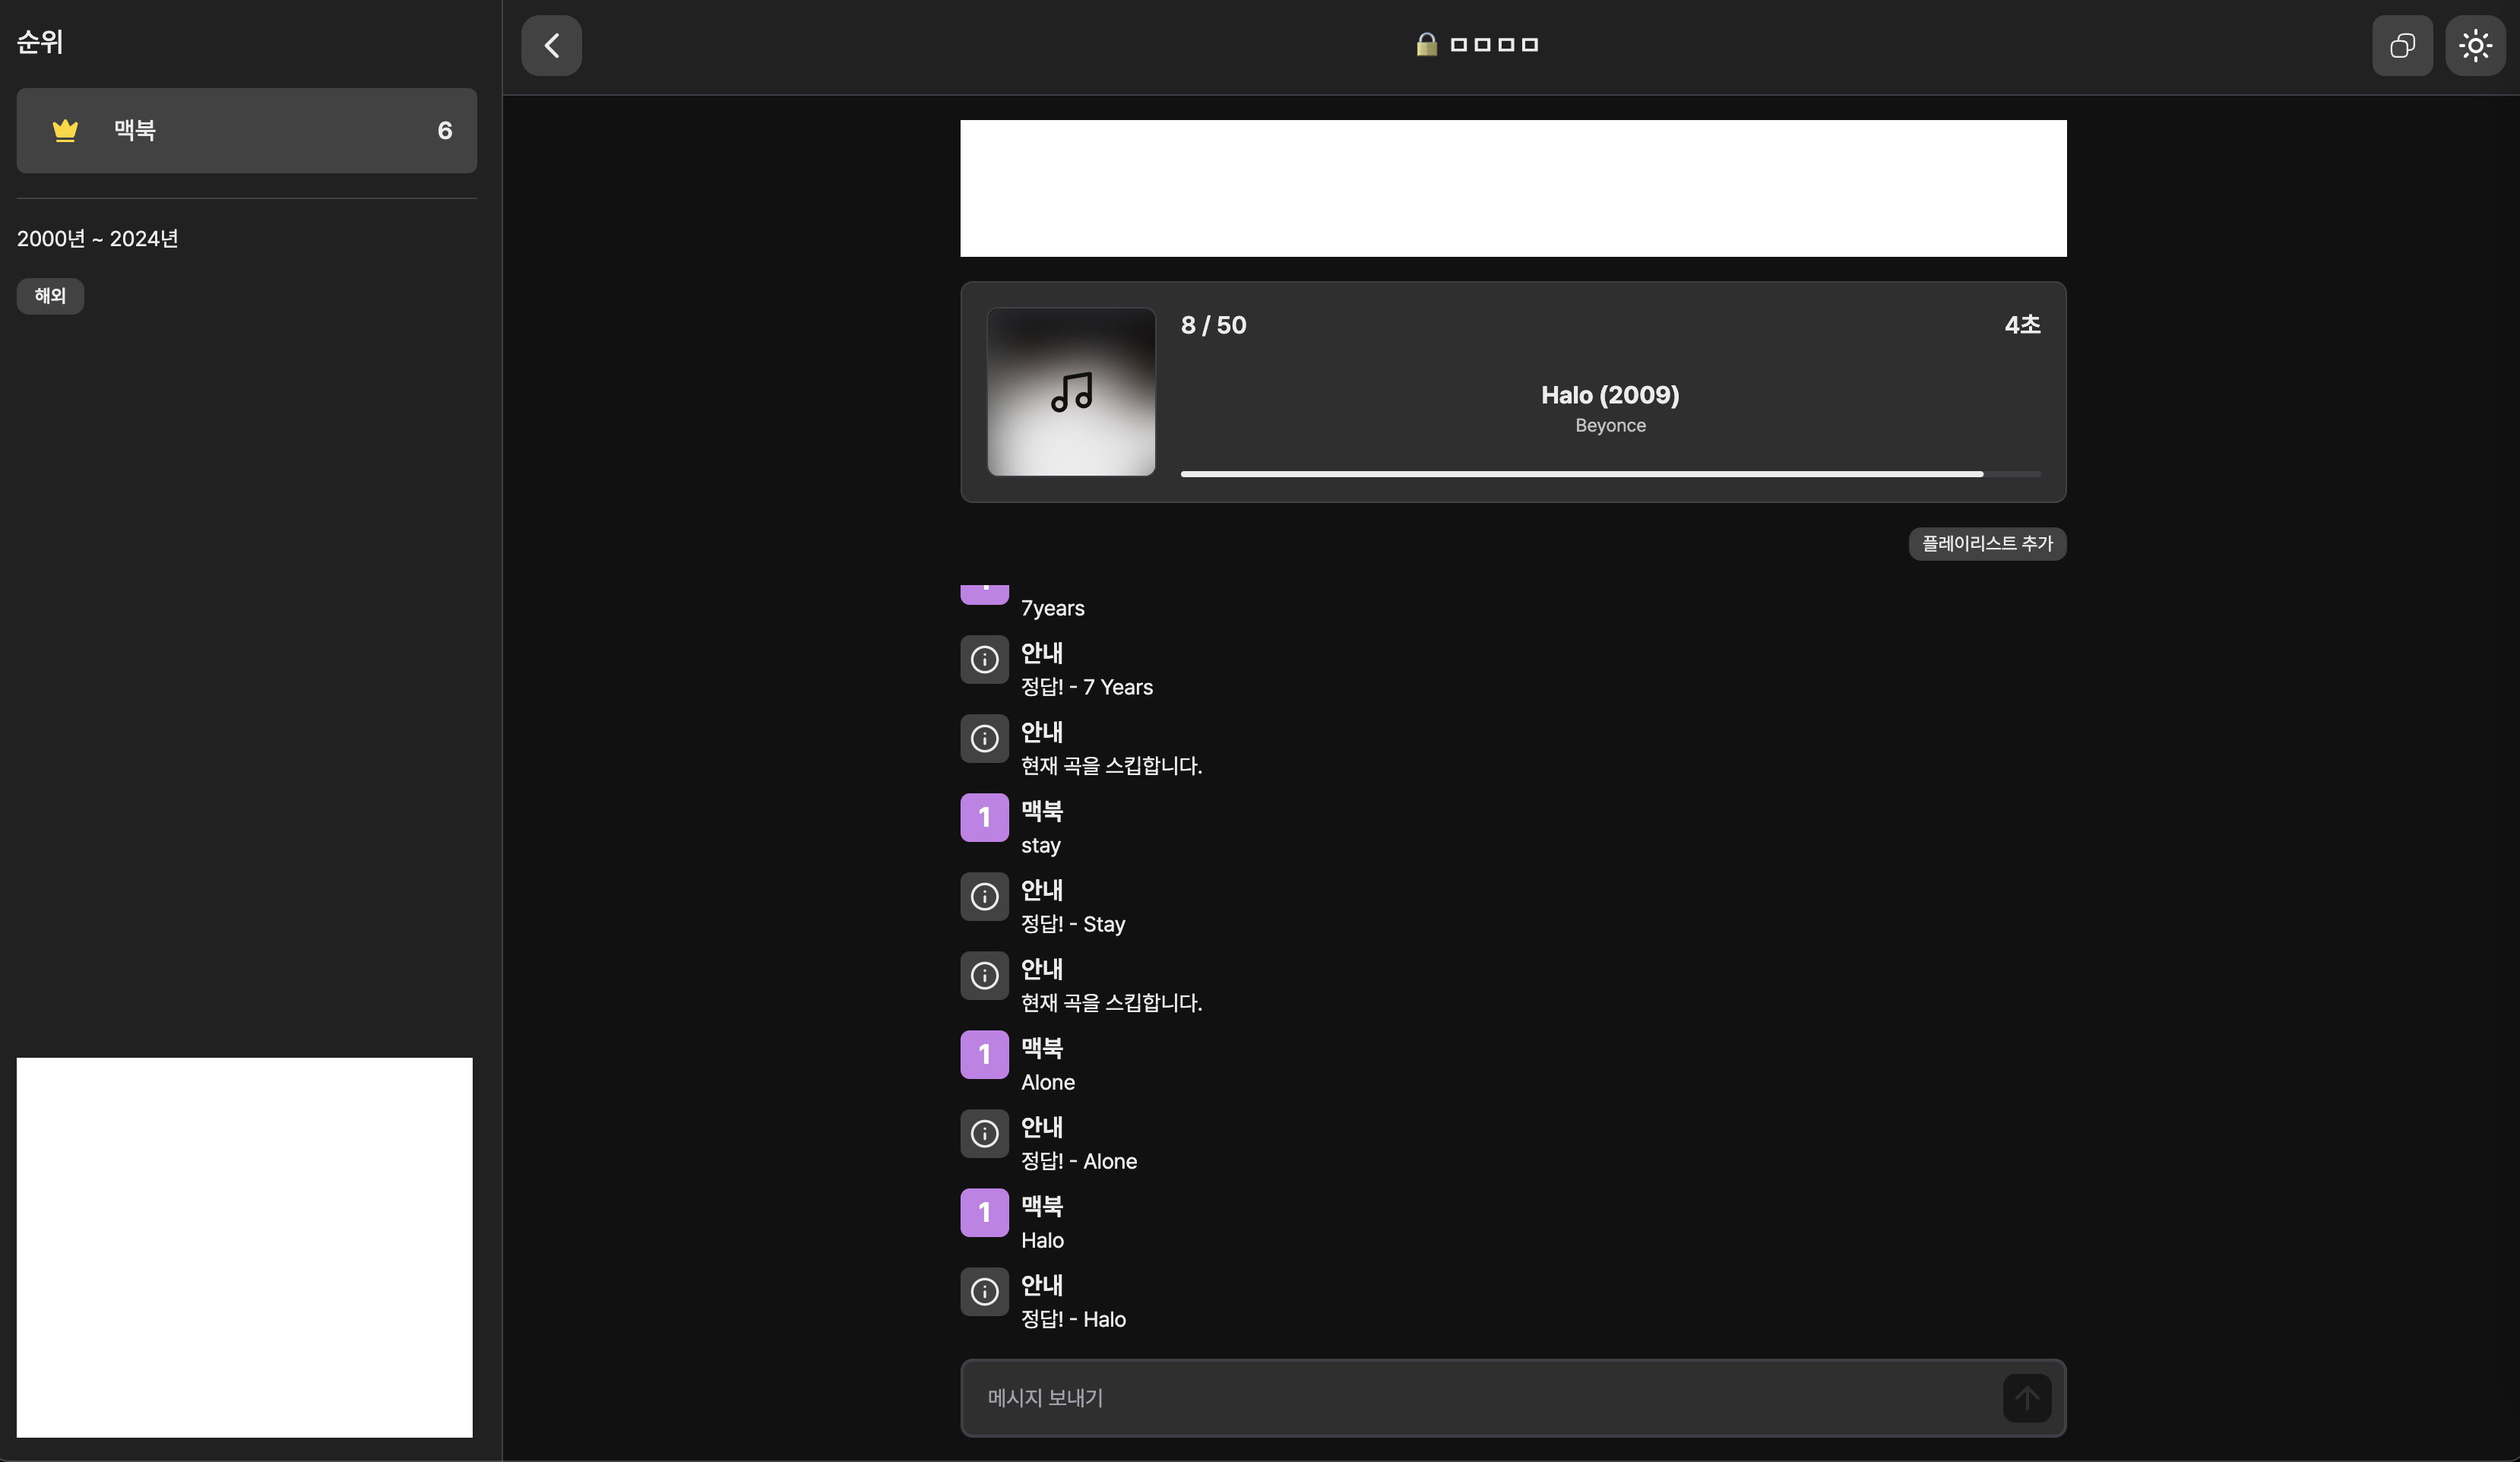 순위
맥북 6
2000년 ~ 2024년
해외
🔒 ㅁㅁㅁㅁ
8 / 50 4초
Halo (2009)
Beyonce
플레이리스트 추가
7years
안내
정답! - 7 Years
안내
현재 곡을 스킵합니다.
1 맥북
stay
안내
정답! - Stay
안내
현재 곡을 스킵합니다.
1 맥북
Alone
안내
정답! - Alone
1 맥북
Halo
안내
정답! - Halo
메시지 보내기